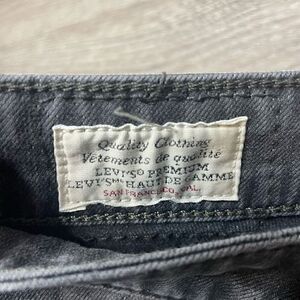 Quality Clothing
Vêtements de qualité
LEVI'S® PREMIUM
LEVI'S® HAUT DE GAMME
SAN FRANCISCO, CAL.